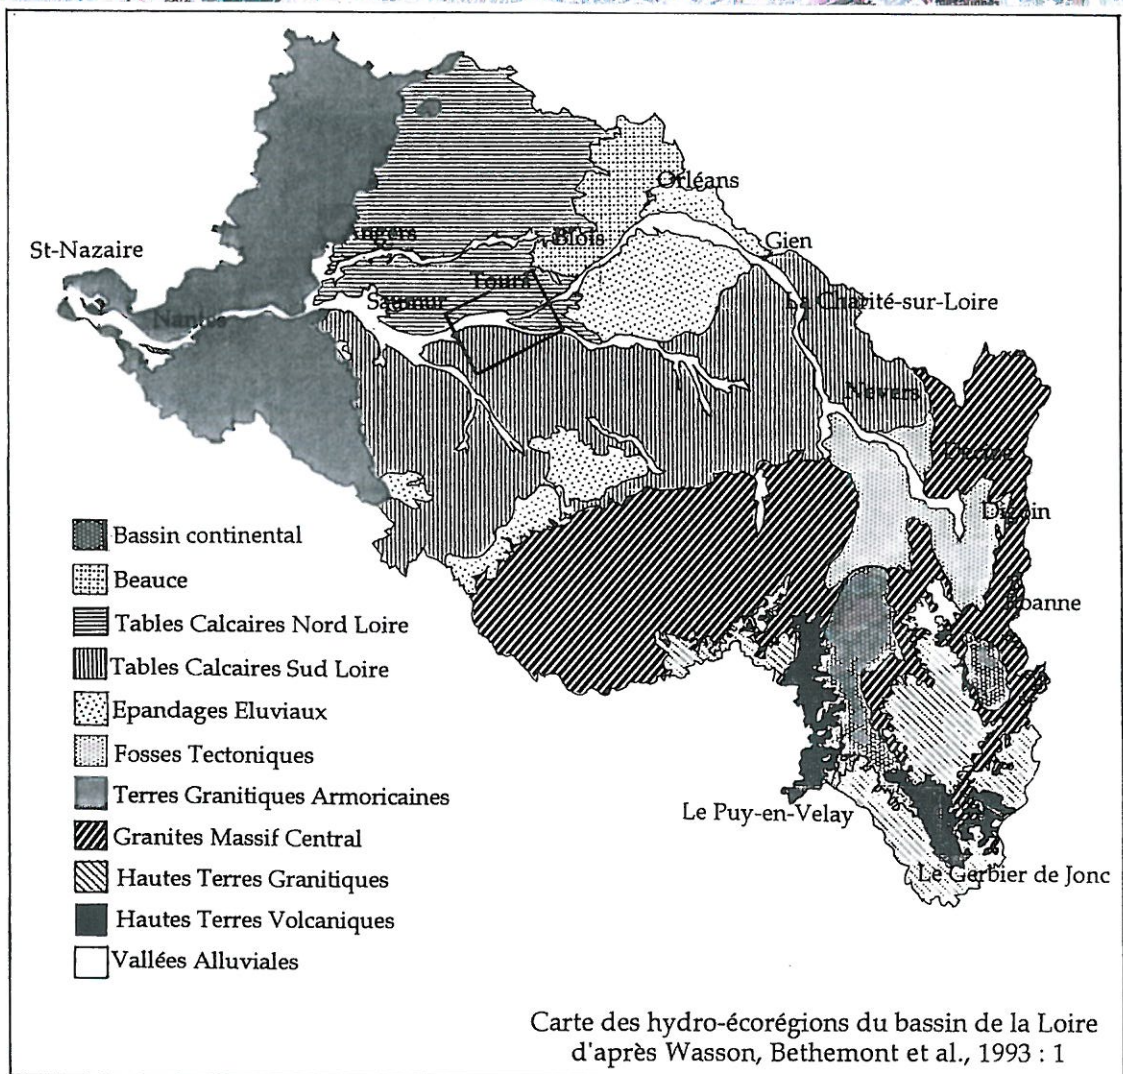 Orléans
Angers
Blois
Gien
St-Nazaire
Tours
Saumur
La Charité-sur-Loire
Nantes
Nevers
Decize
Digoin
Roanne
Le Puy-en-Velay
Le Gerbier de Jonc
Bassin continental
Beauce
Tables Calcaires Nord Loire
Tables Calcaires Sud Loire
Epandages Eluviaux
Fosses Tectoniques
Terres Granitiques Armoricaines
Granites Massif Central
Hautes Terres Granitiques
Hautes Terres Volcaniques
Vallées Alluviales
Carte des hydro-écorégions du bassin de la Loire
d'après Wasson, Bethemont et al., 1993 : 1